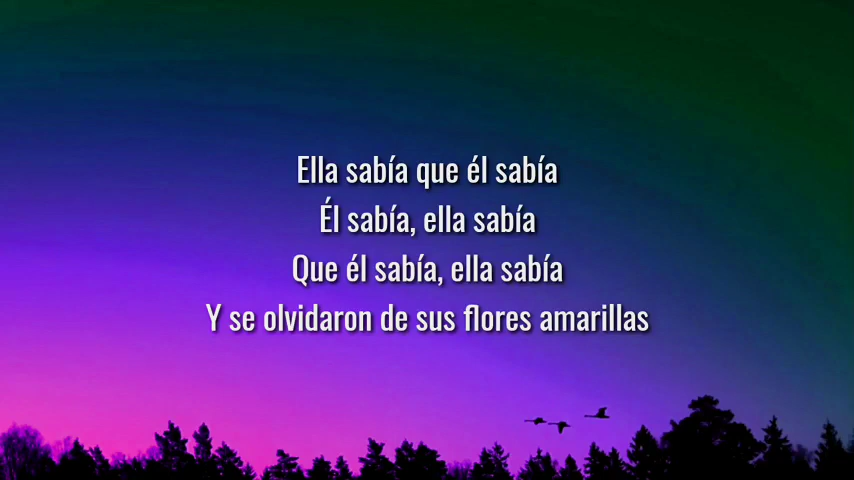 Ella sabía que él sabía
Él sabía, ella sabía
Que él sabía, ella sabía
Y se olvidaron de sus flores amarillas